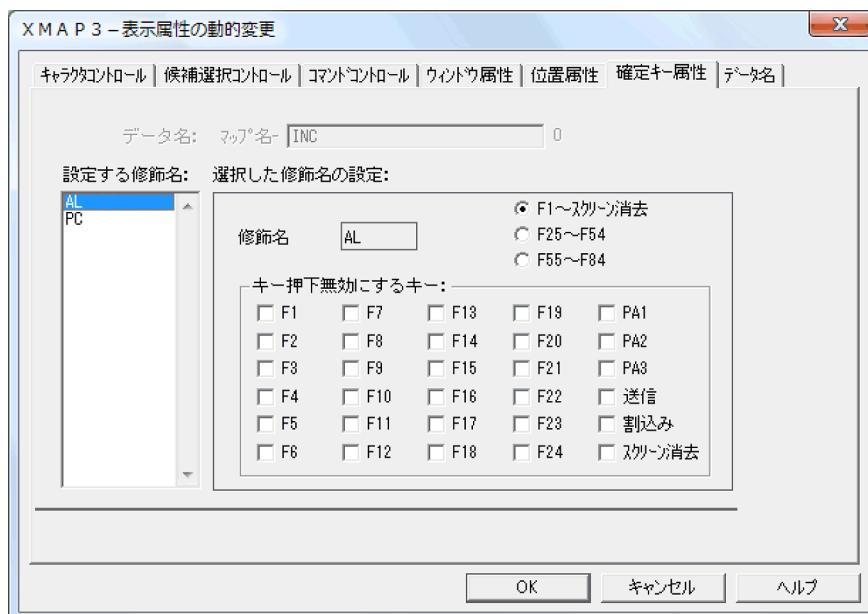 XMAP3－表示属性の動的変更
ｷｬﾗｸﾀｺﾝﾄﾛｰﾙ 候補選択ｺﾝﾄﾛｰﾙ ｺﾏﾝﾄﾞｺﾝﾄﾛｰﾙ ｳｨﾝﾄﾞｳ属性 位置属性 確定キー属性 ﾃﾞｰﾀ名
データ名: ﾏｯﾌﾟ名- INC 0
設定する修飾名: 選択した修飾名の設定:
AL
PC
修飾名 AL
F1～ｽｸﾘｰﾝ消去
F25～F54
F55～F84
キー押下無効にするキー:
F1 F7 F13 F19 PA1
F2 F8 F14 F20 PA2
F3 F9 F15 F21 PA3
F4 F10 F16 F22 送信
F5 F11 F17 F23 割込み
F6 F12 F18 F24 ｽｸﾘｰﾝ消去
OK キャンセル ヘルプ